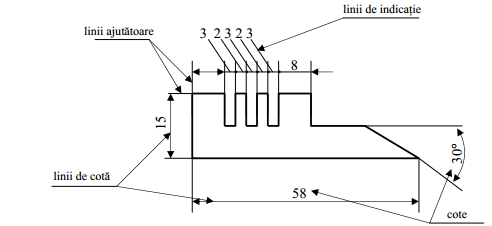 linii de indicație
linii ajutătoare
3 2 3 2 3
8
15
30°
linii de cotă
58
cote